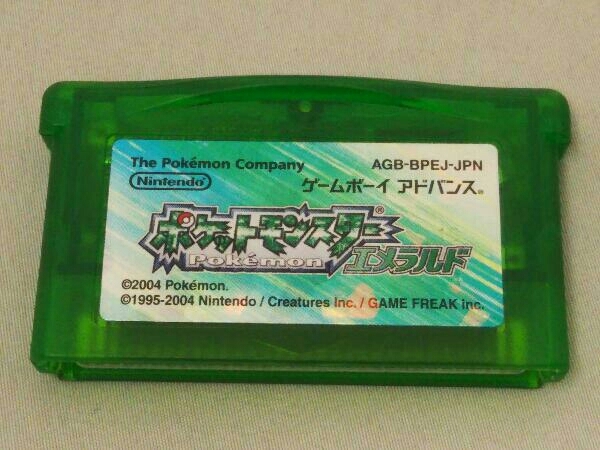 The Pokémon Company
AGB-BPEJ-JPN
Nintendo®
ゲームボーイ アドバンス®
ポケットモンスター®
Pokémon
エメラルド
©2004 Pokémon.
©1995-2004 Nintendo / Creatures Inc. / GAME FREAK inc.